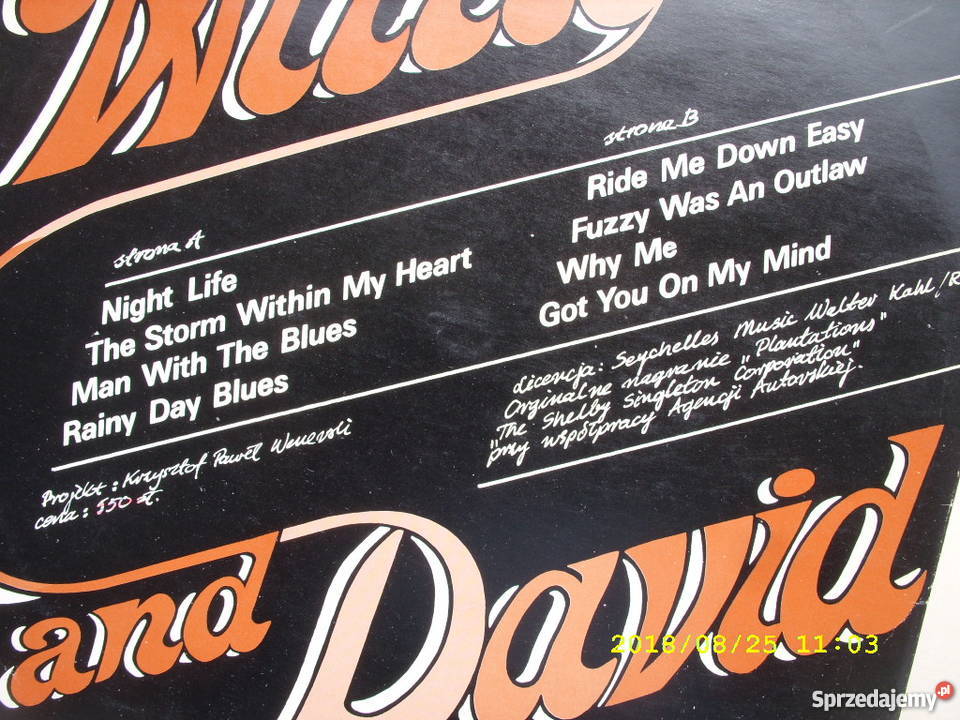 strona A
Night Life
The Storm Within My Heart
Man With The Blues
Rainy Day Blues
Projekt: Krzysztof Paweł
cena: 550 zł.
strona B
Ride Me Down Easy
Fuzzy Was An Outlaw
Why Me
Got You On My Mind
Licencja: Seychelles Music Walter Kahl/R
Orginalne nagranie "Plantations"
"The Shelby Singleton Corporation"
przy współpracy Agencji Autorskiej.
and David
2018/08/25 11:03
Sprzedajemy.pl